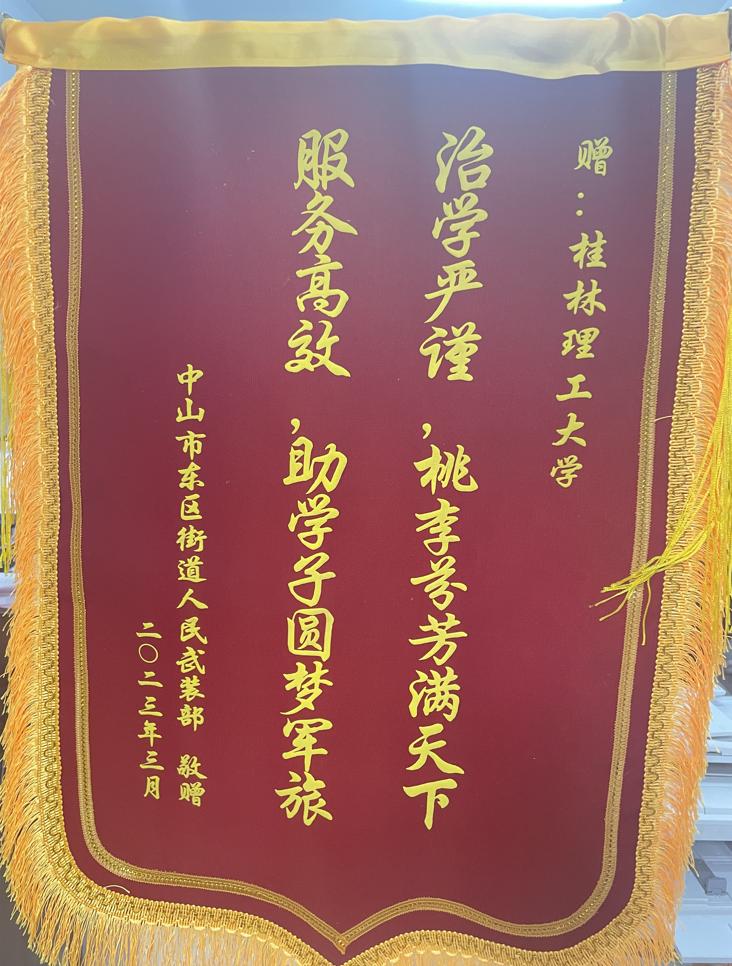 赠：桂林理工大学
治学严谨，桃李芬芳满天下
服务高效，助学子圆梦军旅
中山市东区街道人民武装部 敬赠
二〇二三年三月